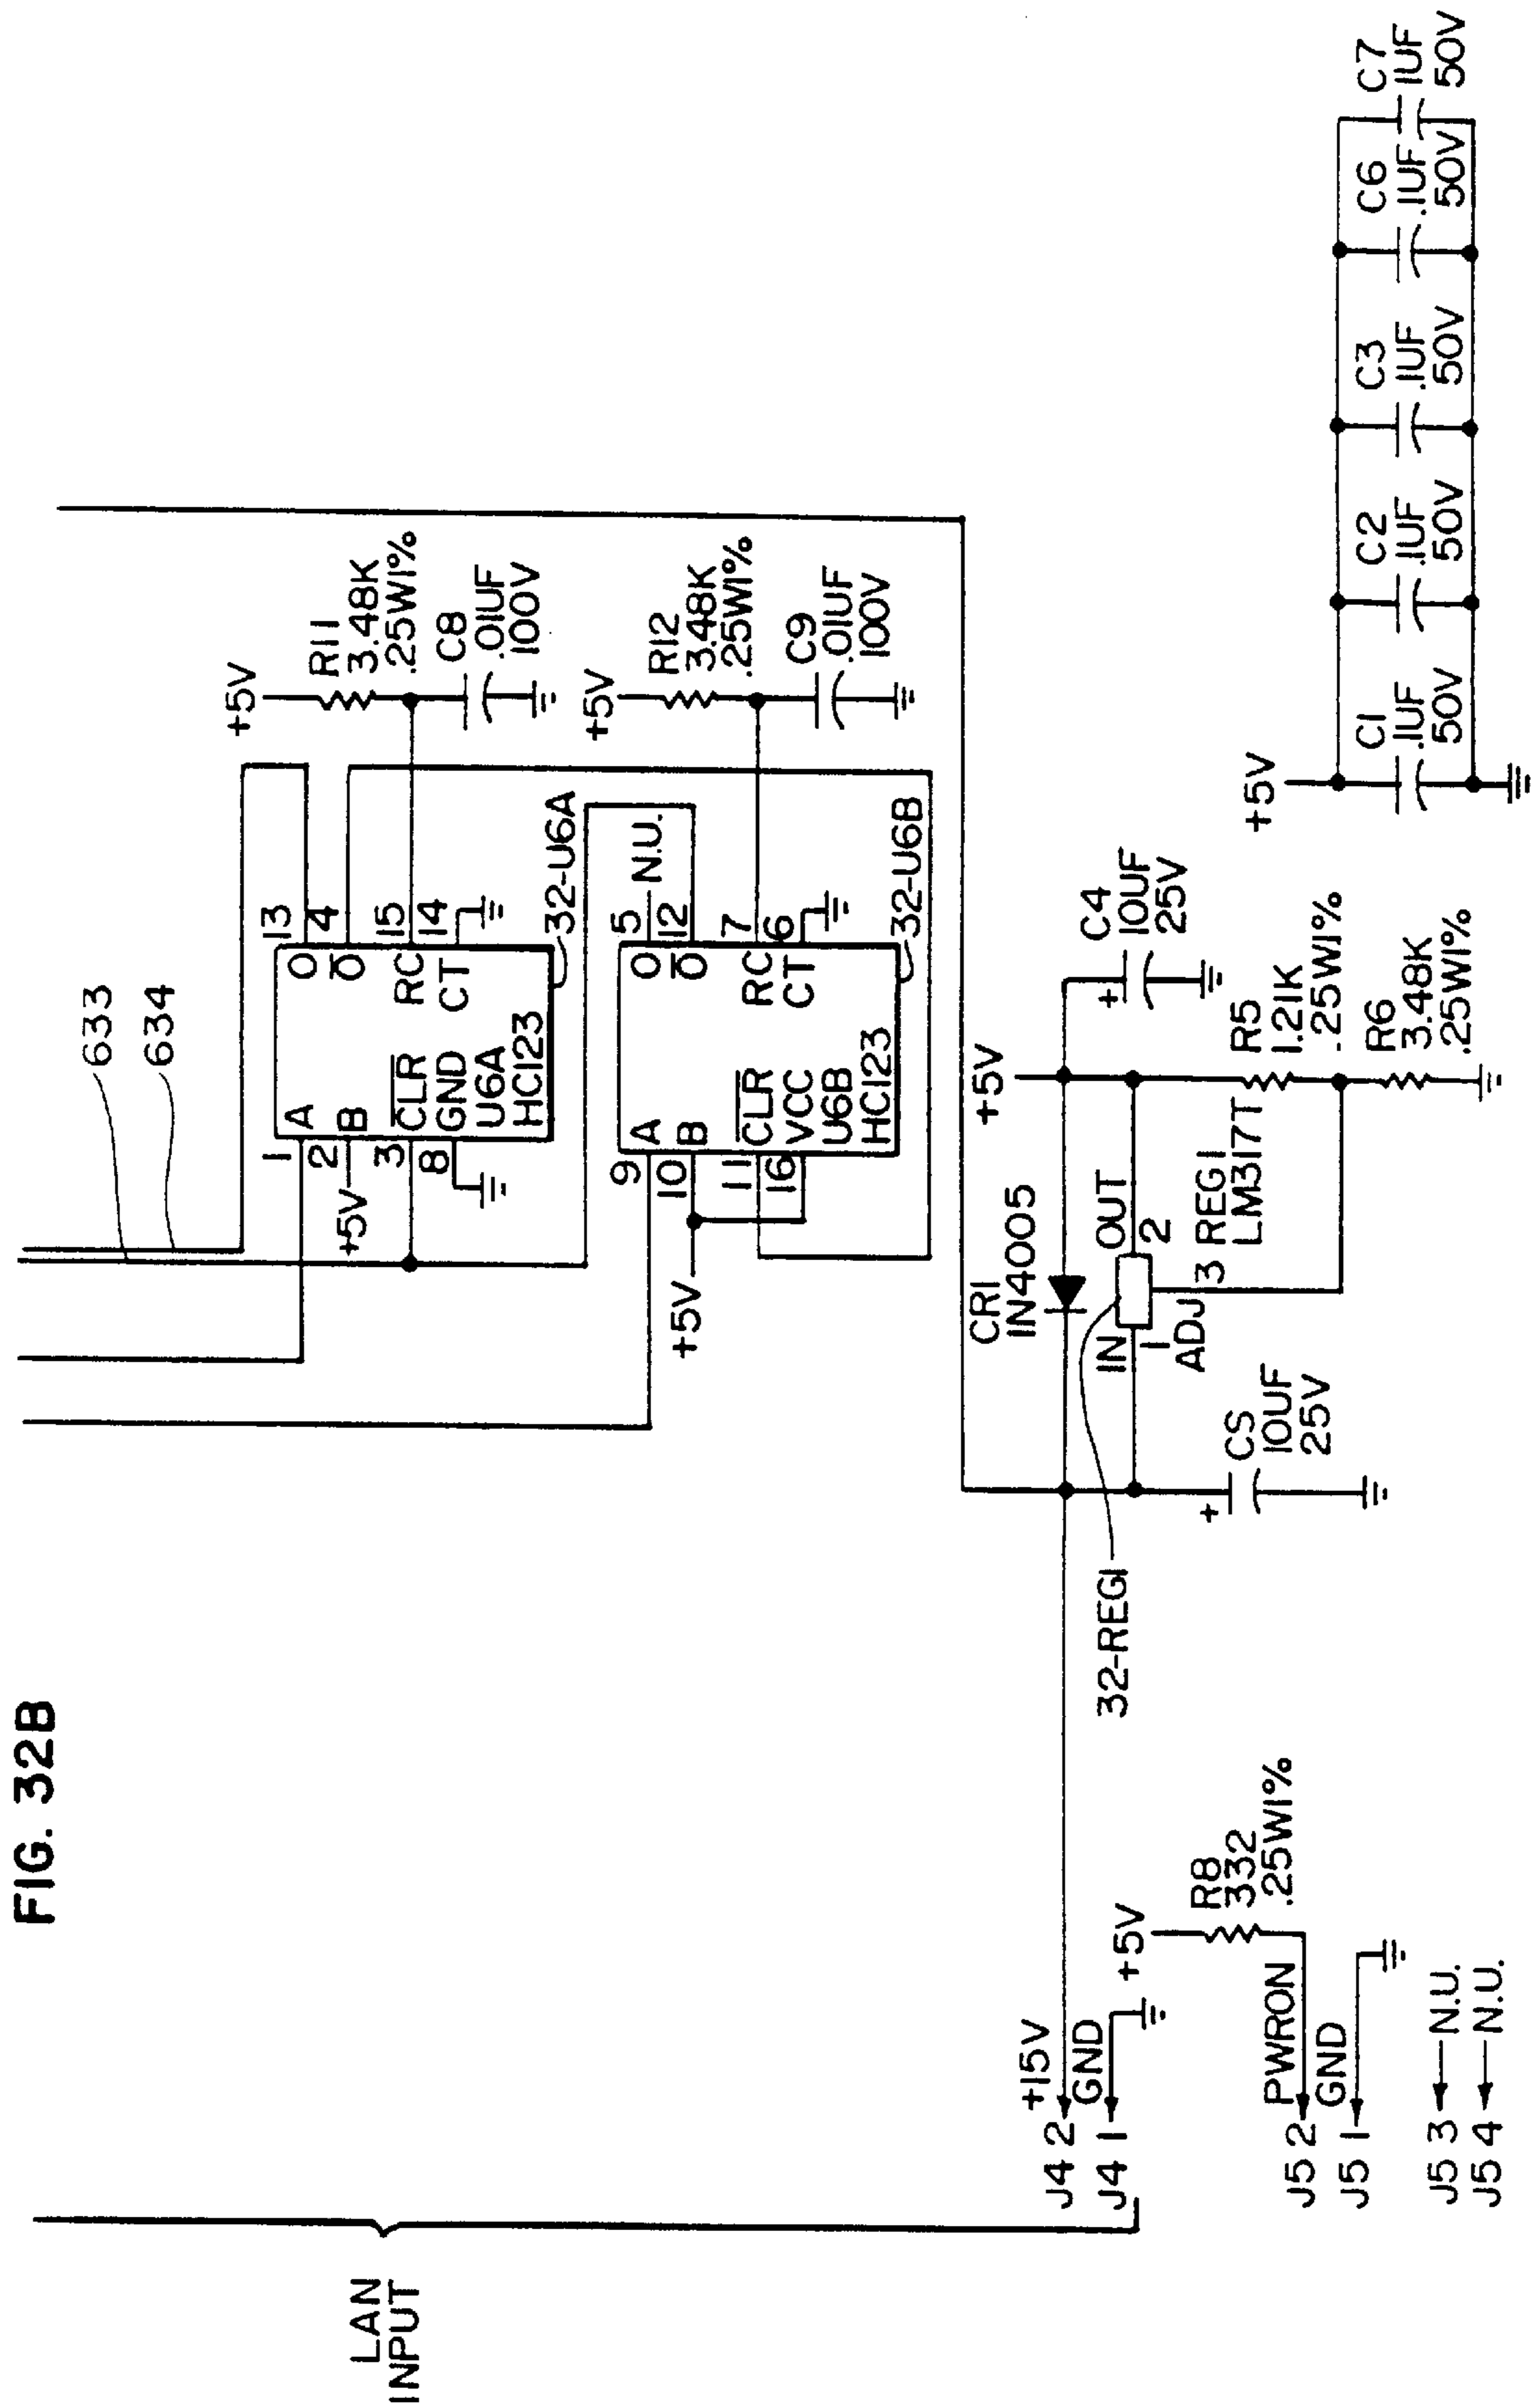 FIG. 32B
LAN
INPUT
633
634
1
A
2
B
+5V
3
CLR
8
GND
U6A
HC123
O
13
O
4
RC
15
CT
14
32-U6A
+5V
R11
3.48K
.25W1%
C8
.01UF
100V
9
A
10
B
+5V
11
CLR
16
VCC
U6B
HC123
O
5
N.U.
O
12
RC
7
CT
6
32-U6B
+5V
R12
3.48K
.25W1%
C9
.01UF
100V
J4 2
+15V
J4 1
GND
CR1
1N4005
+5V
C4
10UF
25V
+
32-REG1
IN
1
ADJ
OUT
2
3
REG1
LM317T
CS
10UF
25V
+
R5
1.21K
.25W1%
R6
3.48K
.25W1%
+5V
R8
332
.25W1%
J5 2
PWRON
J5 1
GND
J5 3
N.U.
J5 4
N.U.
+5V
C1
.1UF
50V
C2
.1UF
50V
C3
.1UF
50V
C6
.1UF
50V
C7
.1UF
50V